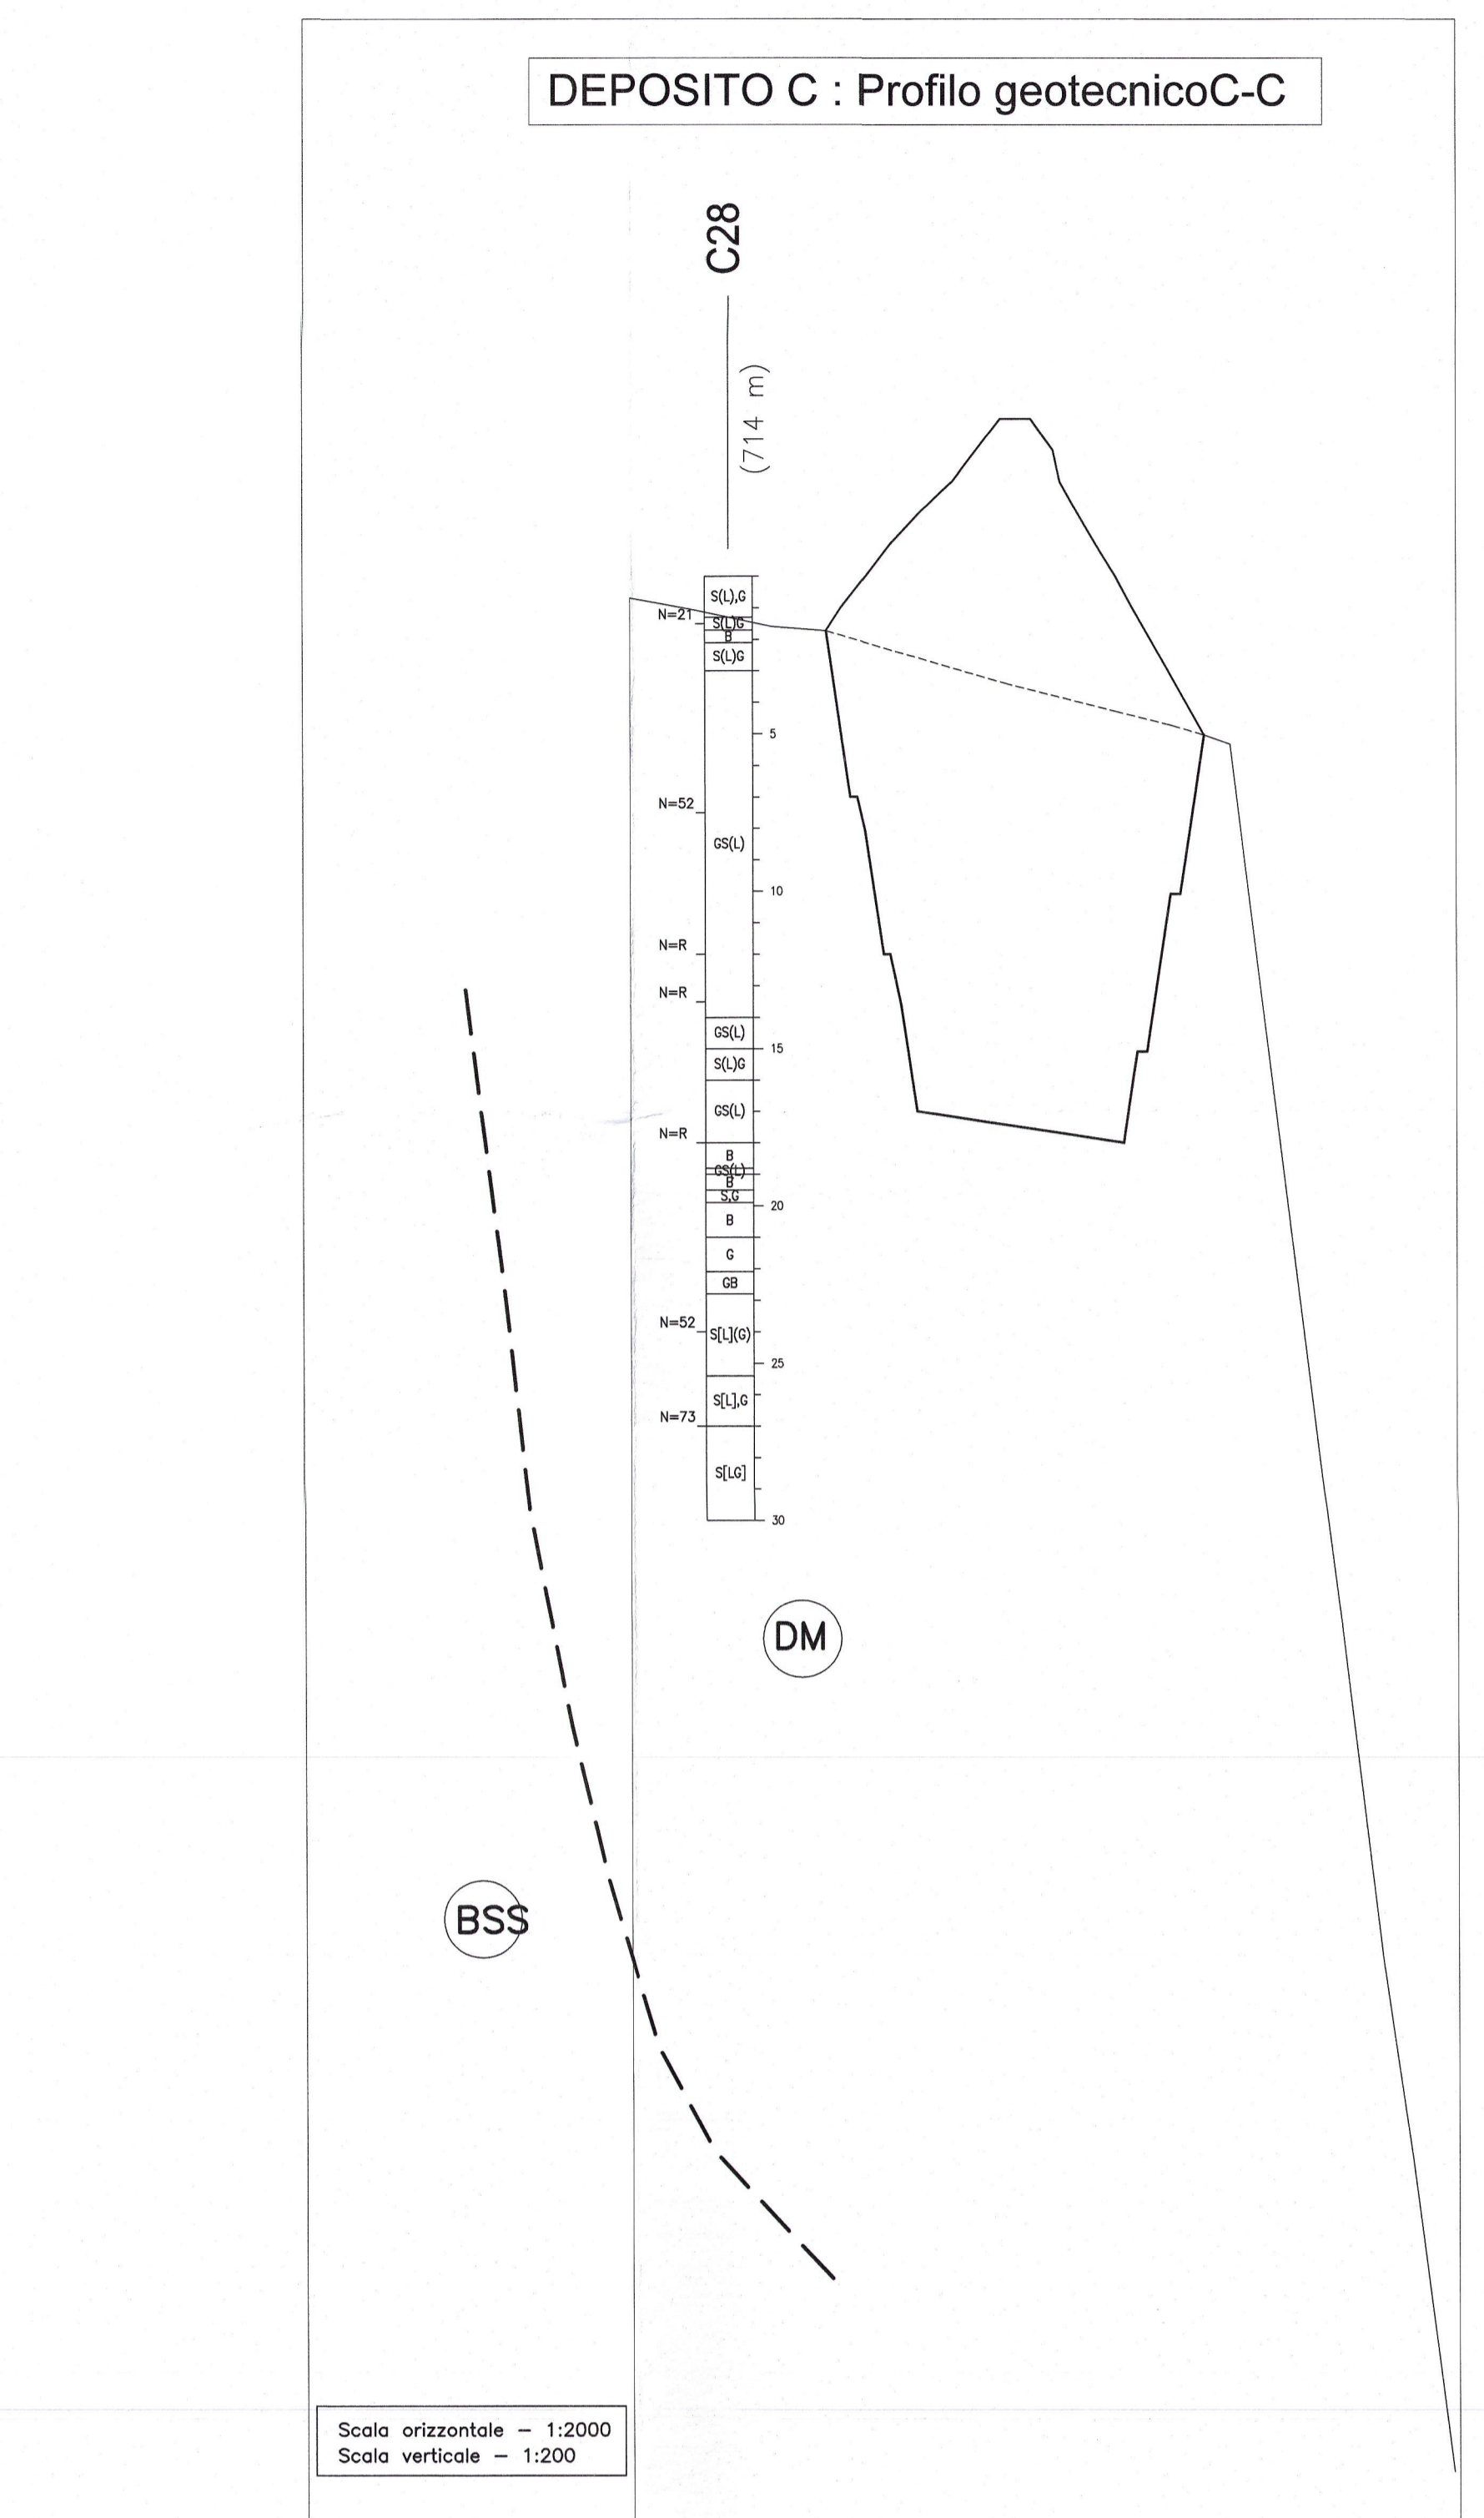 DEPOSITO C : Profilo geotecnicoC-C
C28
(714 m)
S(L),G
N=21
S(L)G
B
S(L)G
5
N=52
GS(L)
10
N=R
N=R
GS(L)
15
S(L)G
GS(L)
N=R
B
GS(L)
B
S,G
20
B
G
GB
N=52
S[L](G)
25
S[L],G
N=73
S[LG]
30
DM
BSS
Scala orizzontale – 1:2000
Scala verticale – 1:200